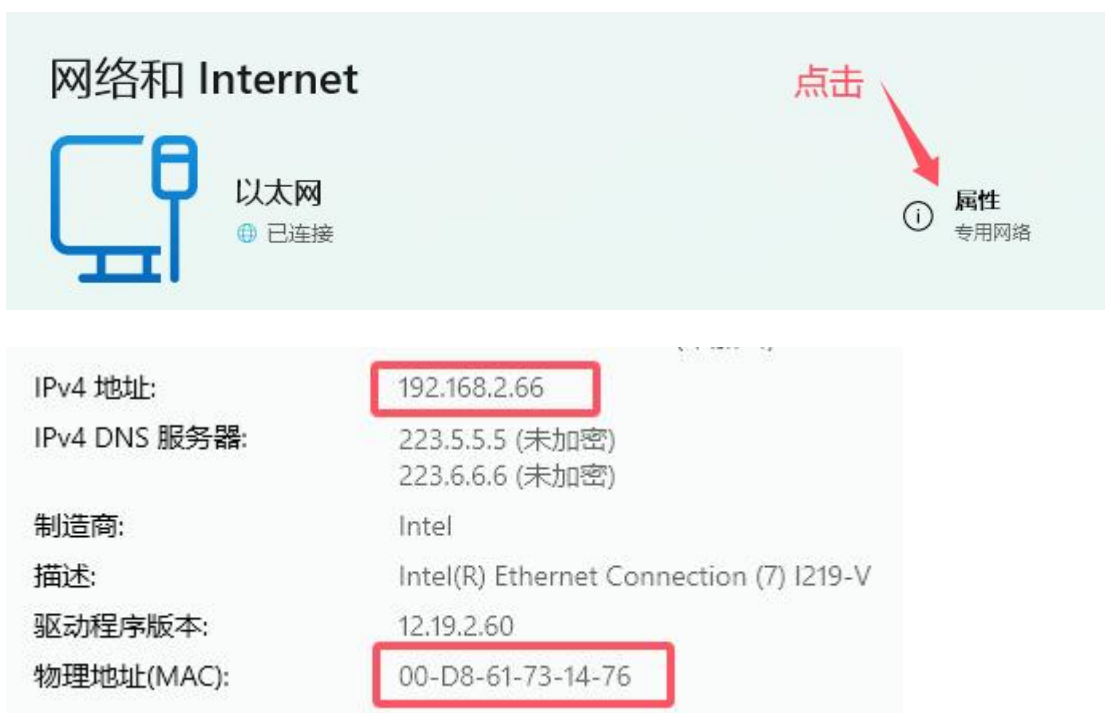 网络和 Internet
点击
以太网
已连接
属性
专用网络
IPv4 地址: 192.168.2.66
IPv4 DNS 服务器: 223.5.5.5 (未加密)
223.6.6.6 (未加密)
制造商: Intel
描述: Intel(R) Ethernet Connection (7) I219-V
驱动程序版本: 12.19.2.60
物理地址(MAC): 00-D8-61-73-14-76